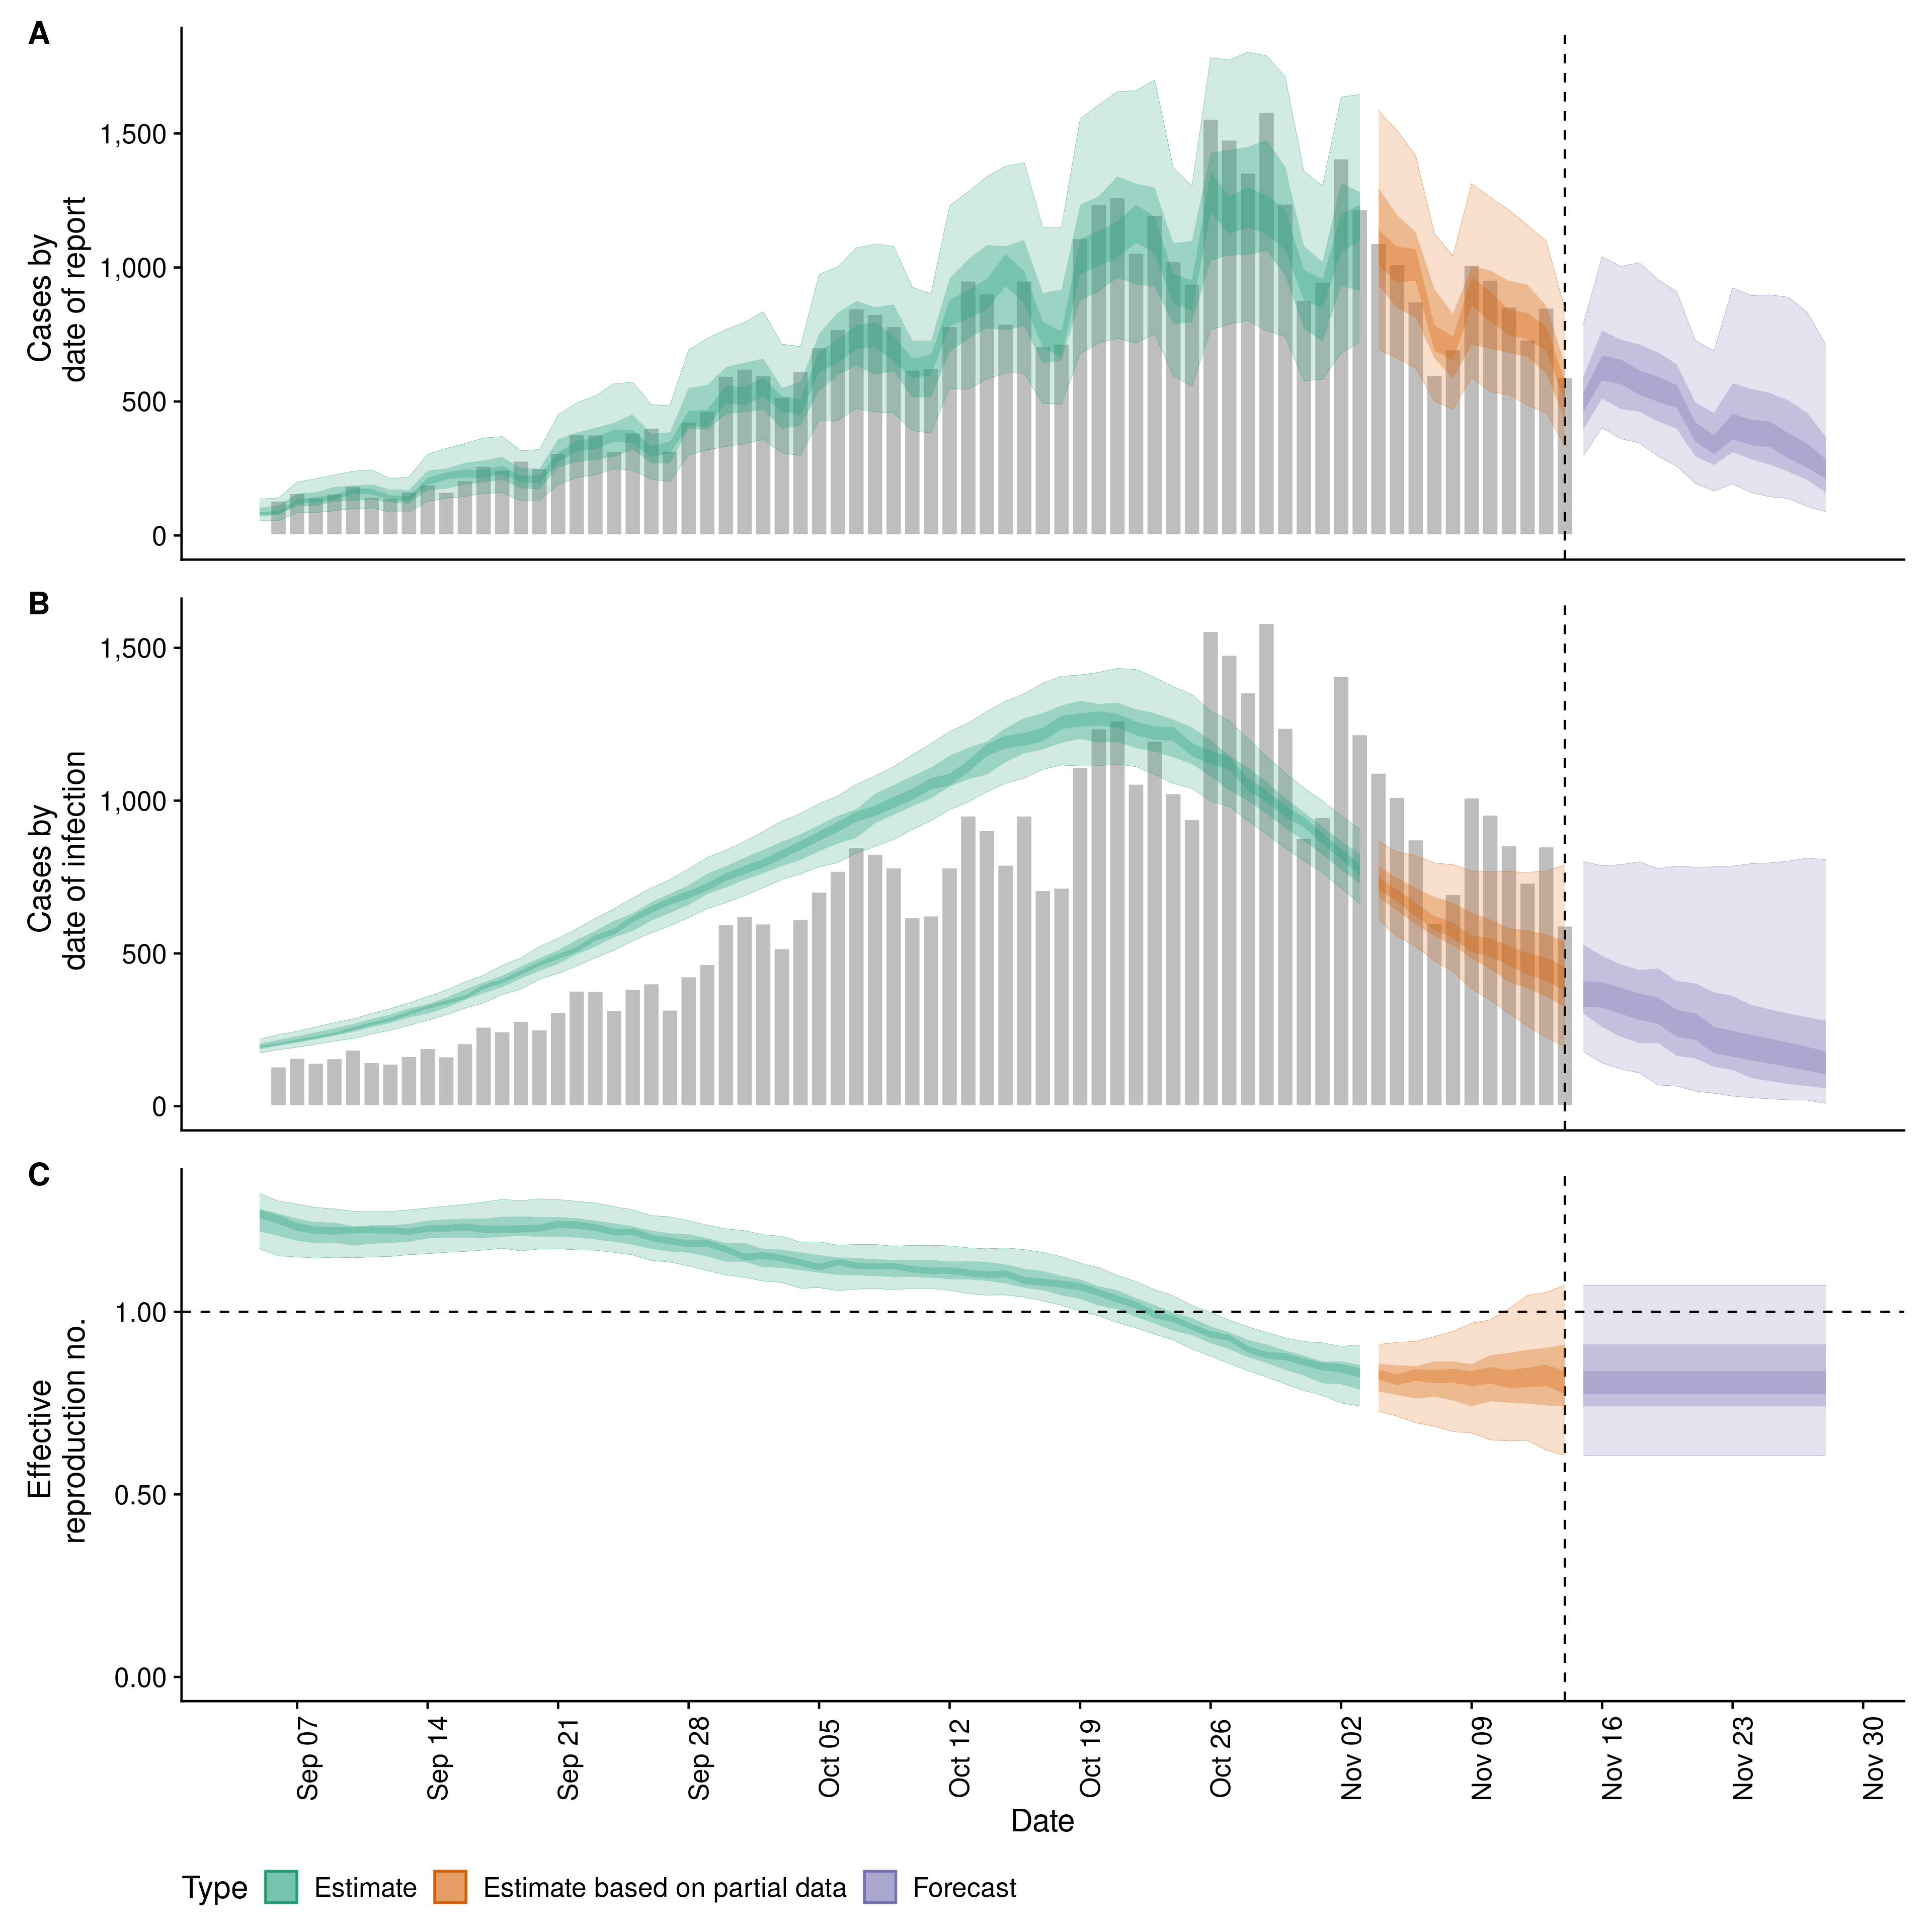 A
Cases by
date of report
1,500
1,000
500
0
B
Cases by
date of infection
1,500
1,000
500
0
C
Effective
reproduction no.
1.00
0.50
0.00
Sep 07
Sep 14
Sep 21
Sep 28
Oct 05
Oct 12
Oct 19
Oct 26
Nov 02
Nov 09
Nov 16
Nov 23
Nov 30
Date
Type Estimate Estimate based on partial data Forecast